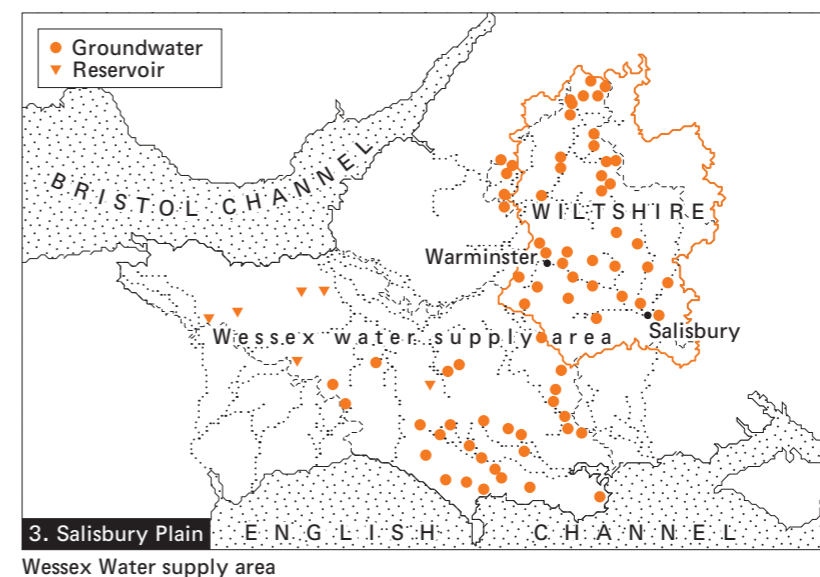 Groundwater
Reservoir
BRISTOL CHANNEL
WILTSHIRE
Warminster
Wessex water supply area
Salisbury
3. Salisbury Plain
ENGLISH CHANNEL
Wessex Water supply area